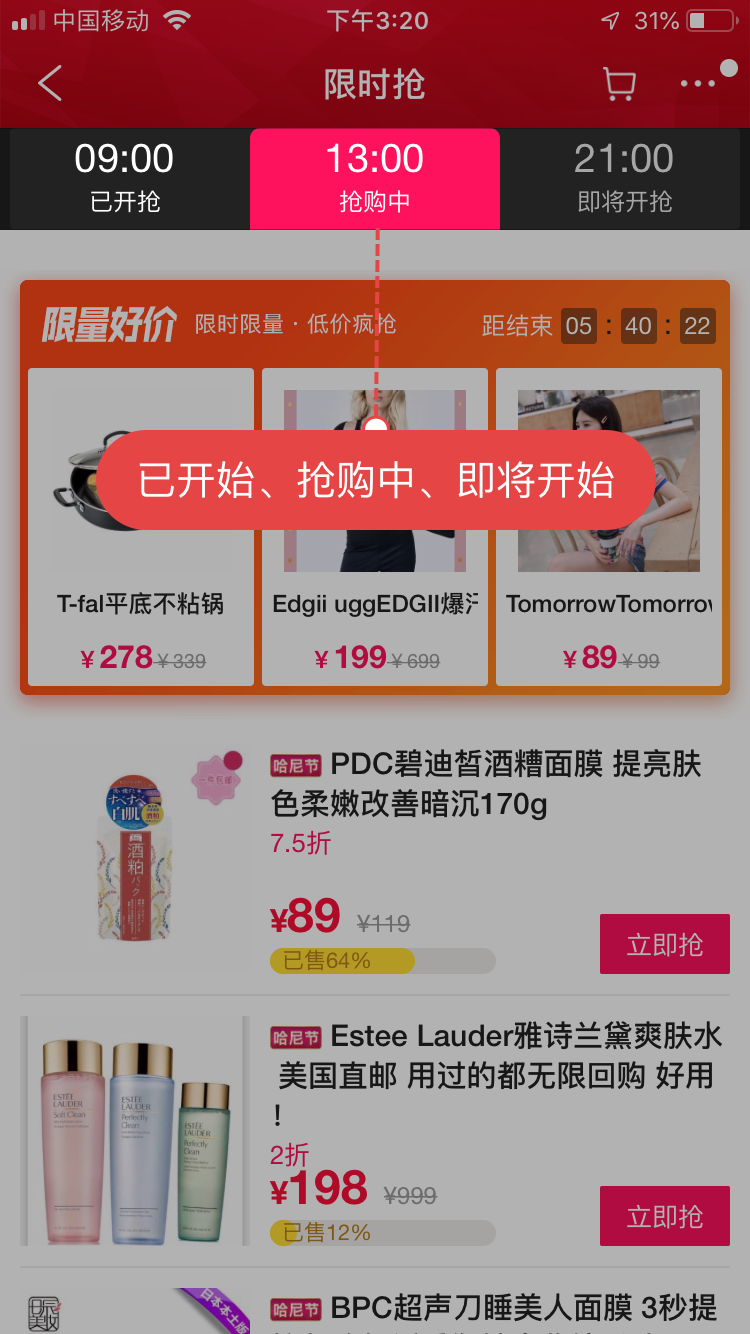 中国移动
下午3:20
31%
限时抢
09:00
13:00
21:00
已开抢
抢购中
即将开抢
限量好价
限时限量·低价疯抢
距结束 05 : 40 : 22
已开始、抢购中、即将开始
T-fal平底不粘锅
Edgii uggEDGII爆
TomorrowTomorro
¥278 ¥339
¥199 ¥699
¥89 ¥99
一件包邮
すべすべ
白肌
酒粕
酒粕パック
哈尼节 PDC碧迪皙酒糟面膜 提亮肤
色柔嫩改善暗沉170g
7.5折
¥89 ¥119
已售64%
立即抢
ESTĒE
LAUDER
Soft Clean
ESTĒE
LAUDER
Perfectly
Clean
ESTĒE
LAUDER
Perfectly
Clean
哈尼节 Estee Lauder雅诗兰黛爽肤水
美国直邮 用过的都无限回购 好用
！
2折
¥198 ¥999
已售12%
立即抢
日本本土版
哈尼节 BPC超声刀睡美人面膜 3秒提